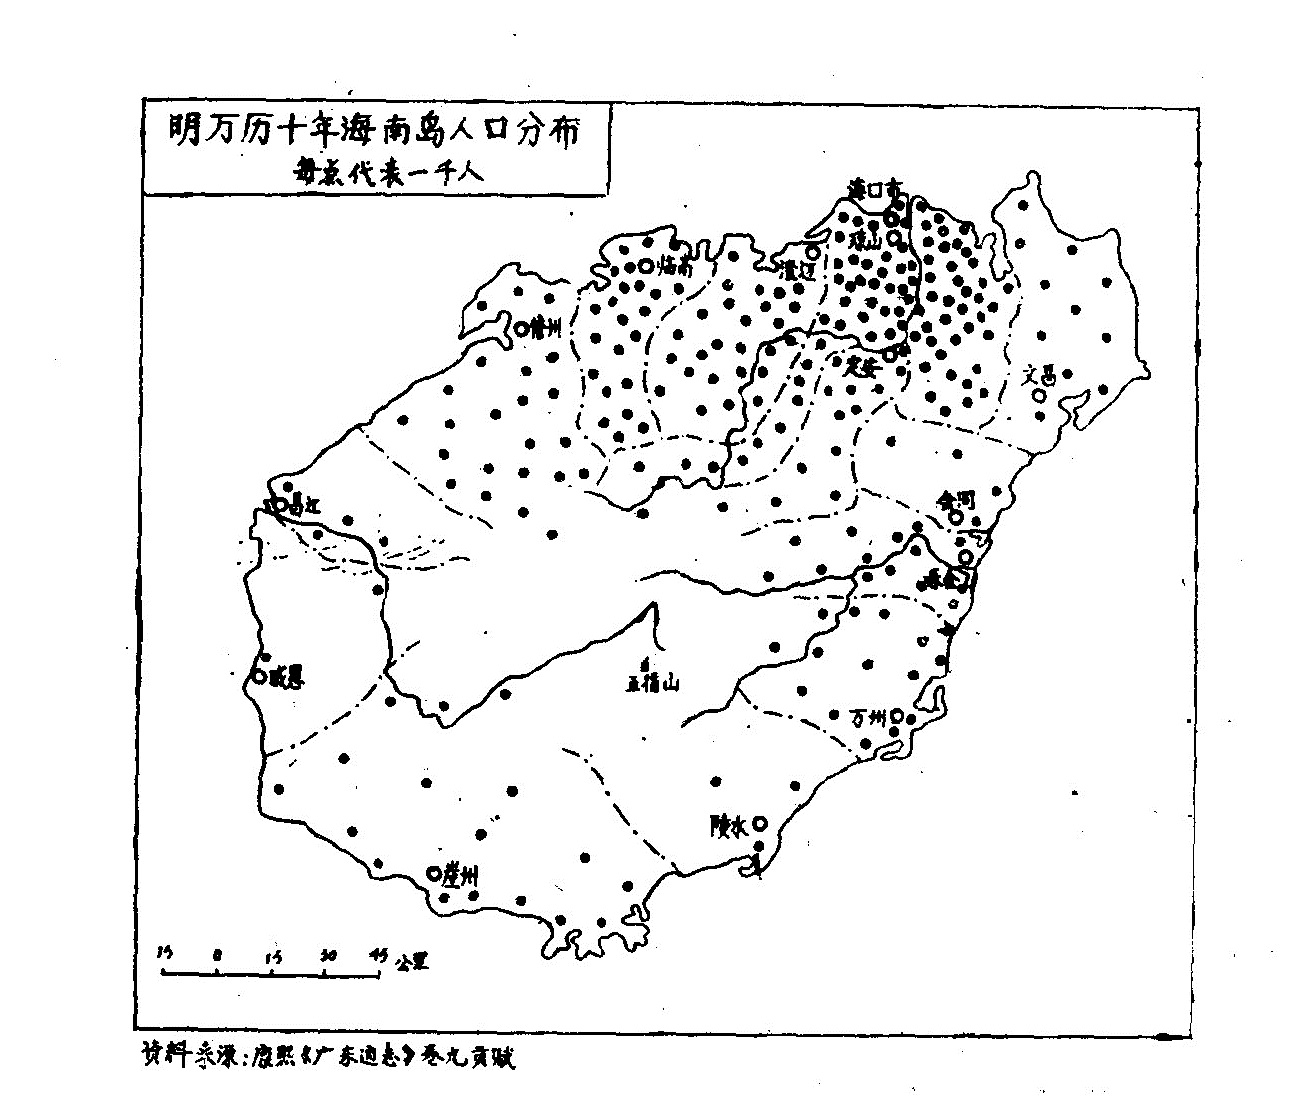 明万历十年海南岛人口分布
每点代表一千人
海口市
琼山
临高
澄迈
儋州
定安
文昌
昌江
会同
乐会
感恩
五指山
万州
陵水
崖州
15 0 15 30 45 公里
资料来源:康熙《广东通志》卷九贡赋